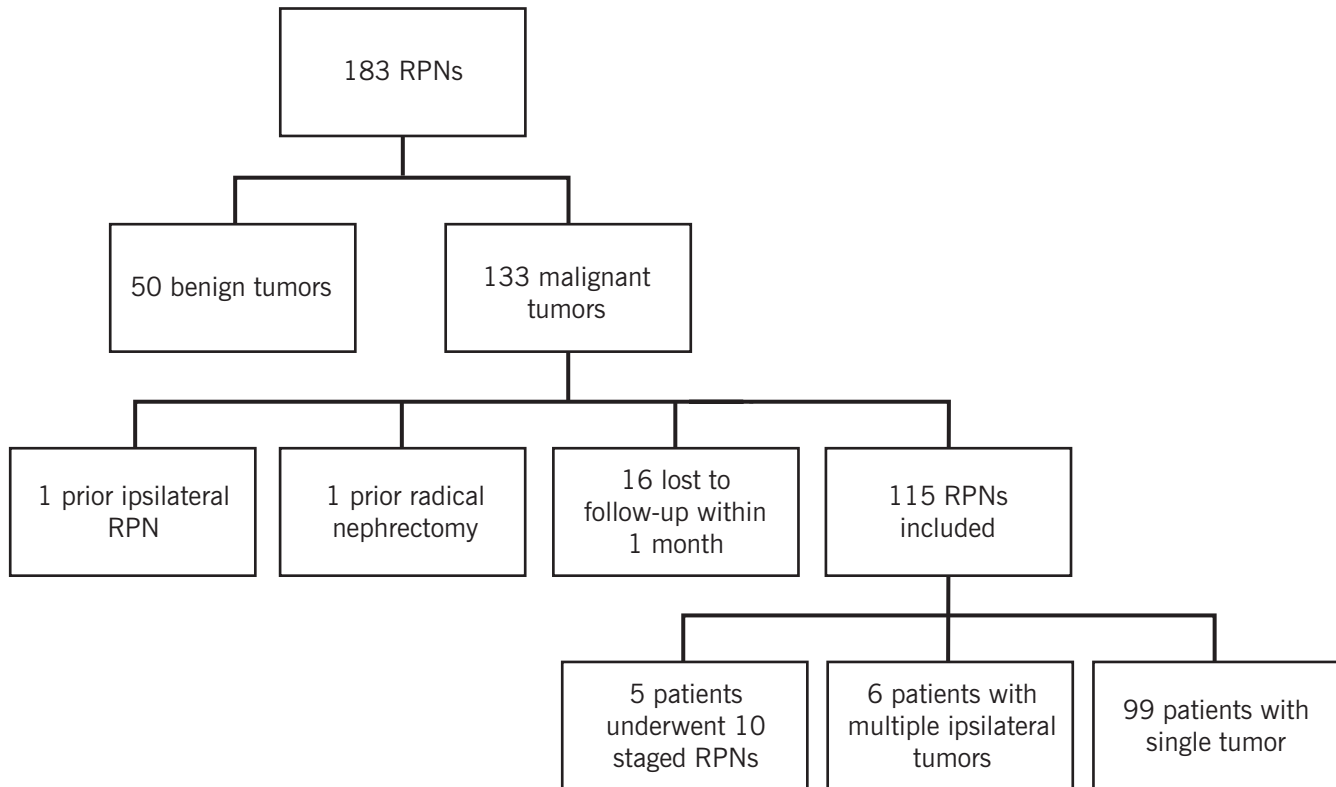 183 RPNs
50 benign tumors
133 malignant
tumors
1 prior ipsilateral
RPN
1 prior radical
nephrectomy
16 lost to
follow-up within
1 month
115 RPNs
included
5 patients
underwent 10
staged RPNs
6 patients with
multiple ipsilateral
tumors
99 patients with
single tumor